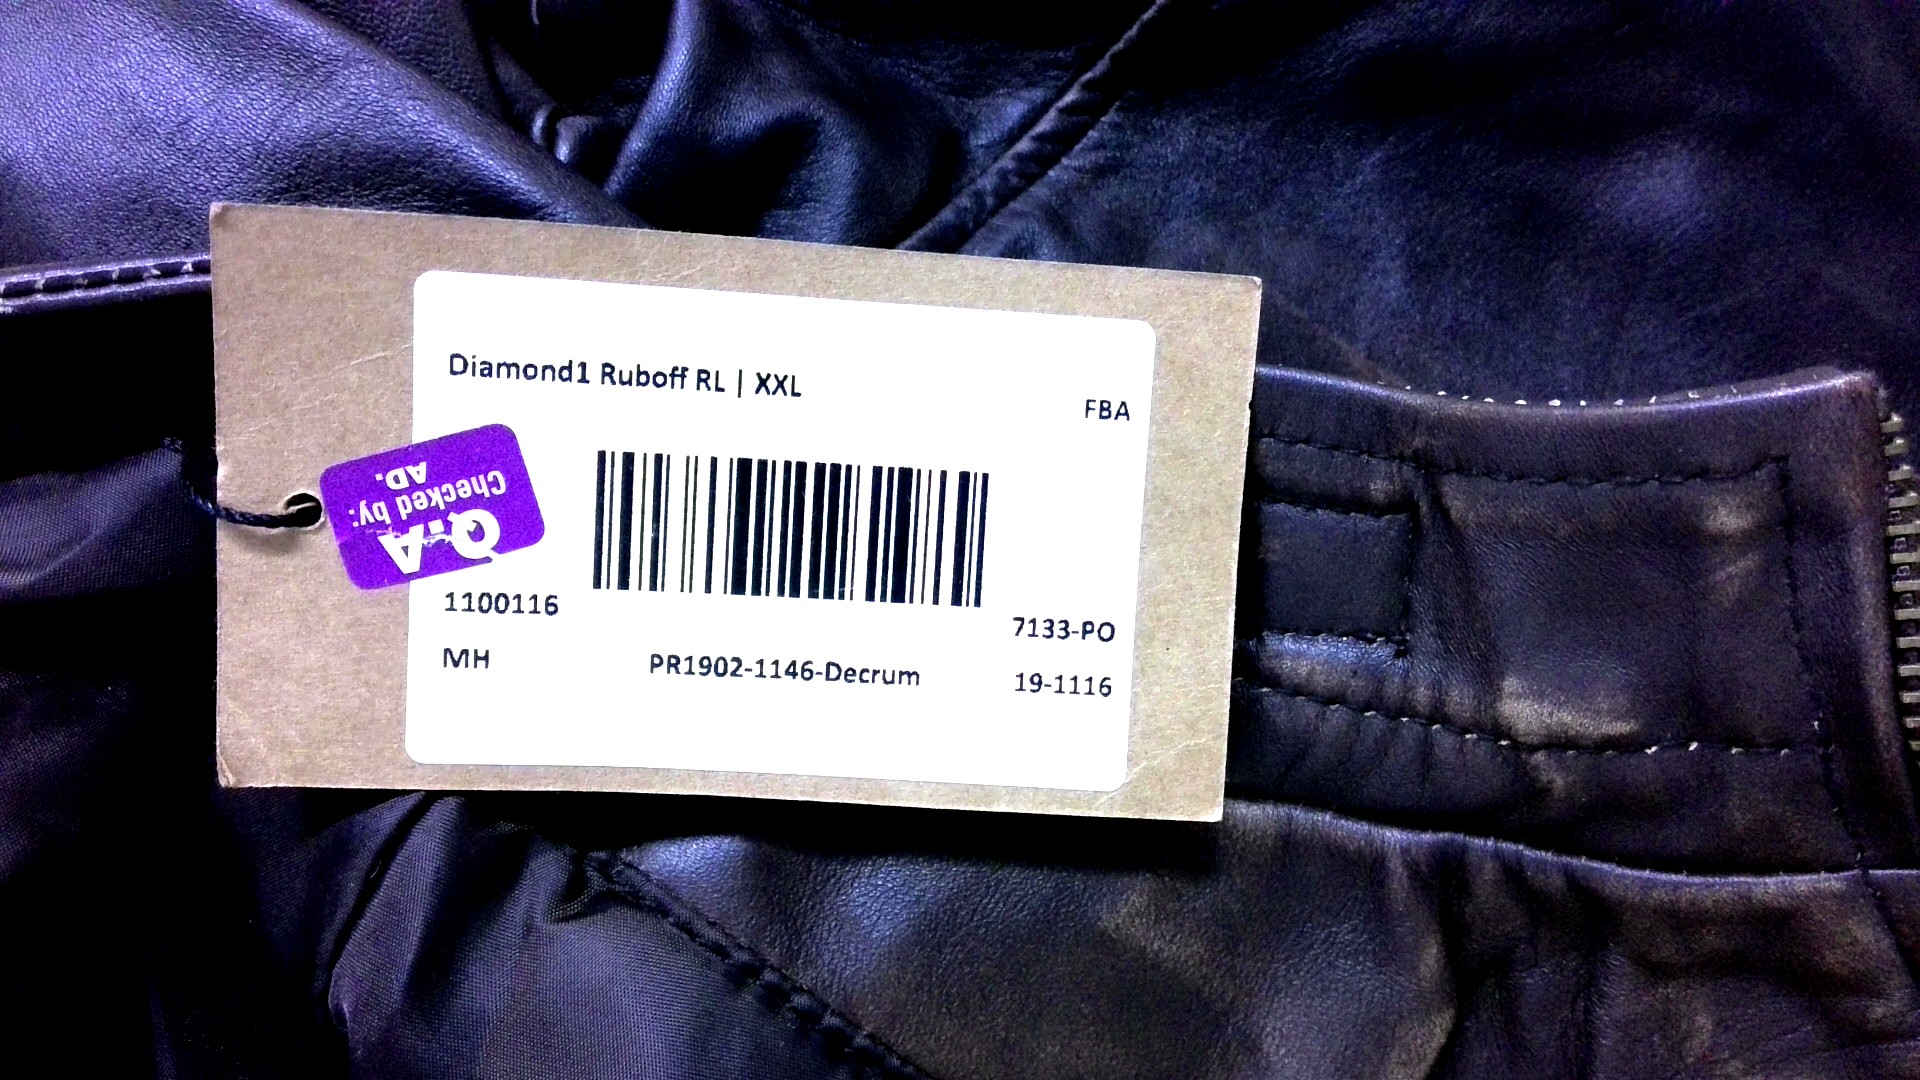 Diamond1 Ruboff RL | XXL
FBA
Q.A
Checked by:
AD.
1100116
7133-PO
MH
PR1902-1146-Decrum
19-1116